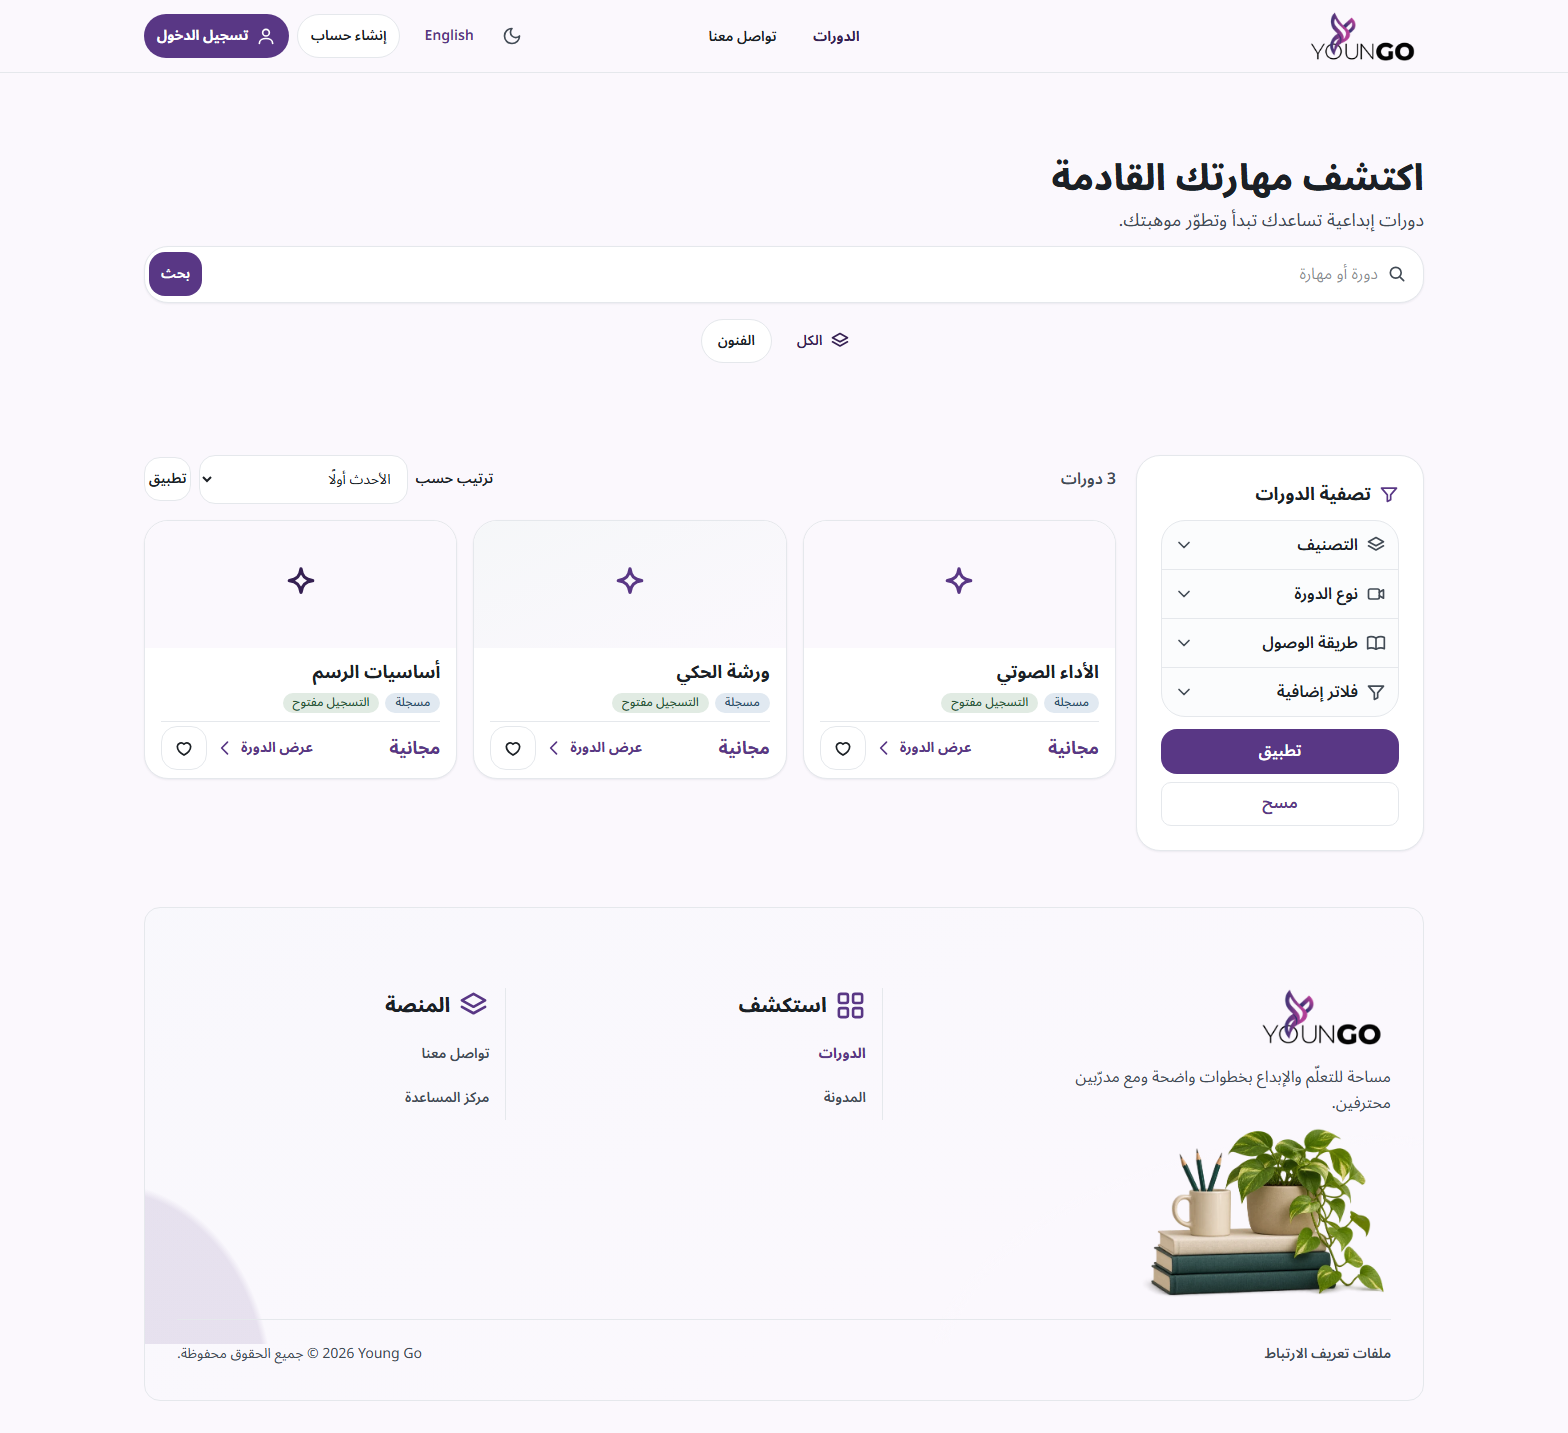 YOUNGO
الدورات
تواصل معنا
English
إنشاء حساب
تسجيل الدخول
اكتشف مهارتك القادمة
دورات إبداعية تساعدك تبدأ وتطوّر موهبتك.
دورة أو مهارة
بحث
الكل
الفنون
تصفية الدورات
التصنيف
نوع الدورة
طريقة الوصول
فلاتر إضافية
تطبيق
مسح
3 دورات
ترتيب حسب
الأحدث أولًا
تطبيق
الأداء الصوتي
مسجلة
التسجيل مفتوح
مجانية
عرض الدورة
ورشة الحكي
مسجلة
التسجيل مفتوح
مجانية
عرض الدورة
أساسيات الرسم
مسجلة
التسجيل مفتوح
مجانية
عرض الدورة
YOUNGO
مساحة للتعلّم والإبداع بخطوات واضحة ومع مدرّبين
محترفين.
استكشف
الدورات
المدونة
المنصة
تواصل معنا
مركز المساعدة
ملفات تعريف الارتباط
© 2026 Young Go جميع الحقوق محفوظة.